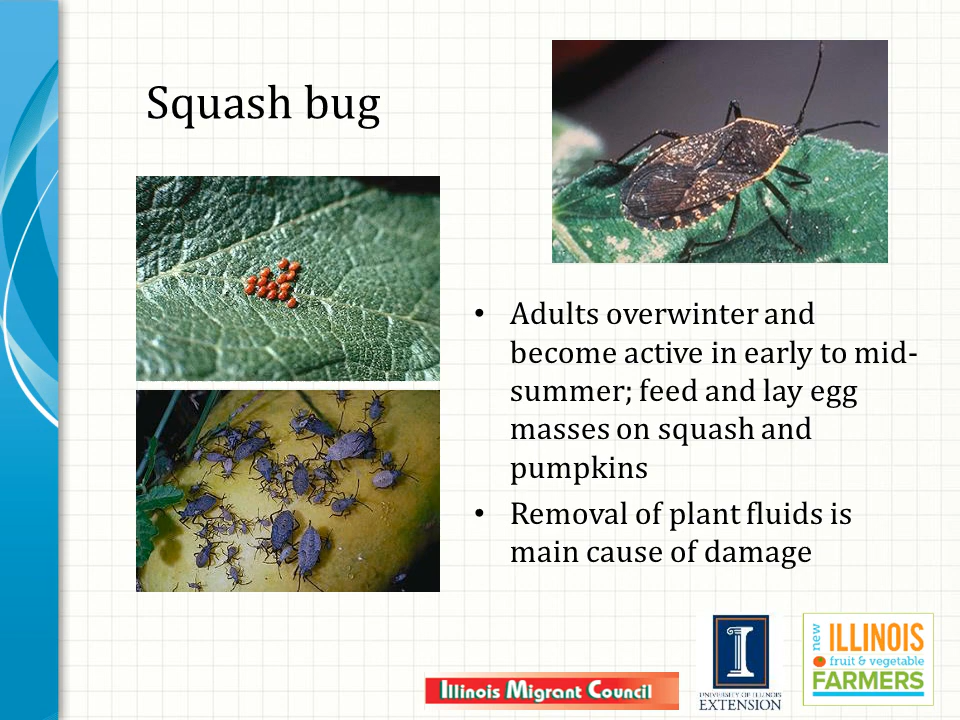 Squash bug
• Adults overwinter and
become active in early to mid-
summer; feed and lay egg
masses on squash and
pumpkins
• Removal of plant fluids is
main cause of damage
Illinois Migrant Council
I
UNIVERSITY OF ILLINOIS
EXTENSION
new
ILLINOIS
fruit & vegetable
FARMERS